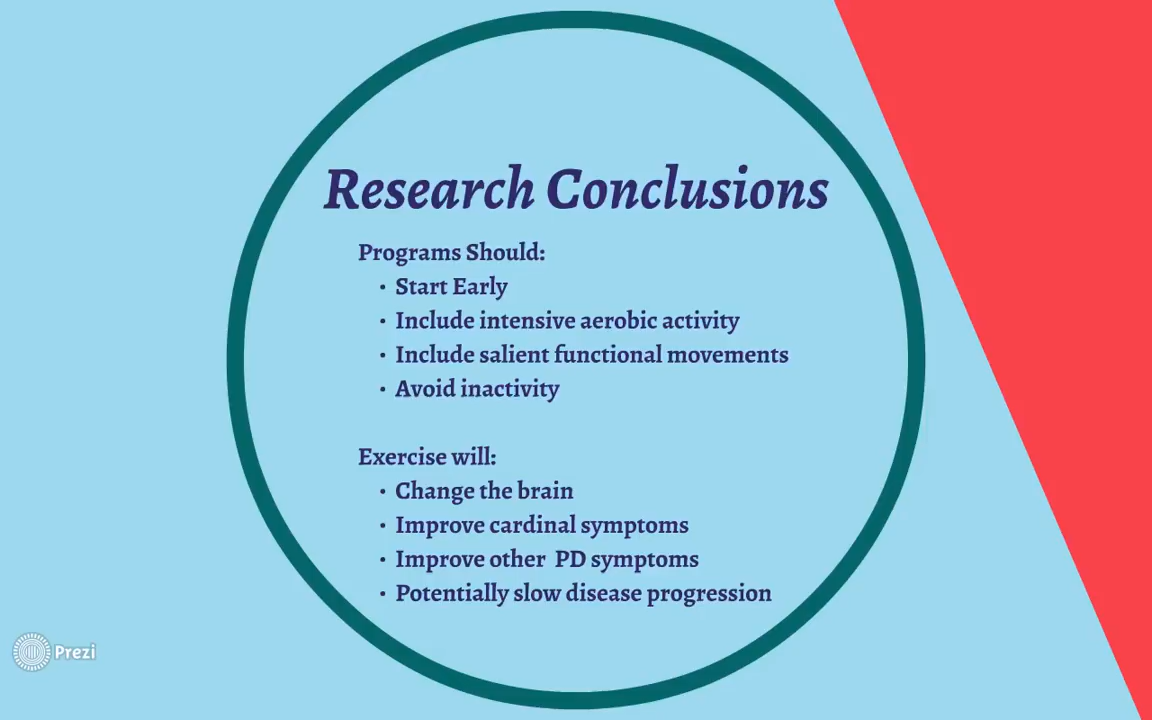 Research Conclusions
Programs Should:
• Start Early
• Include intensive aerobic activity
• Include salient functional movements
• Avoid inactivity
Exercise will:
• Change the brain
• Improve cardinal symptoms
• Improve other  PD symptoms
• Potentially slow disease progression
Prezi